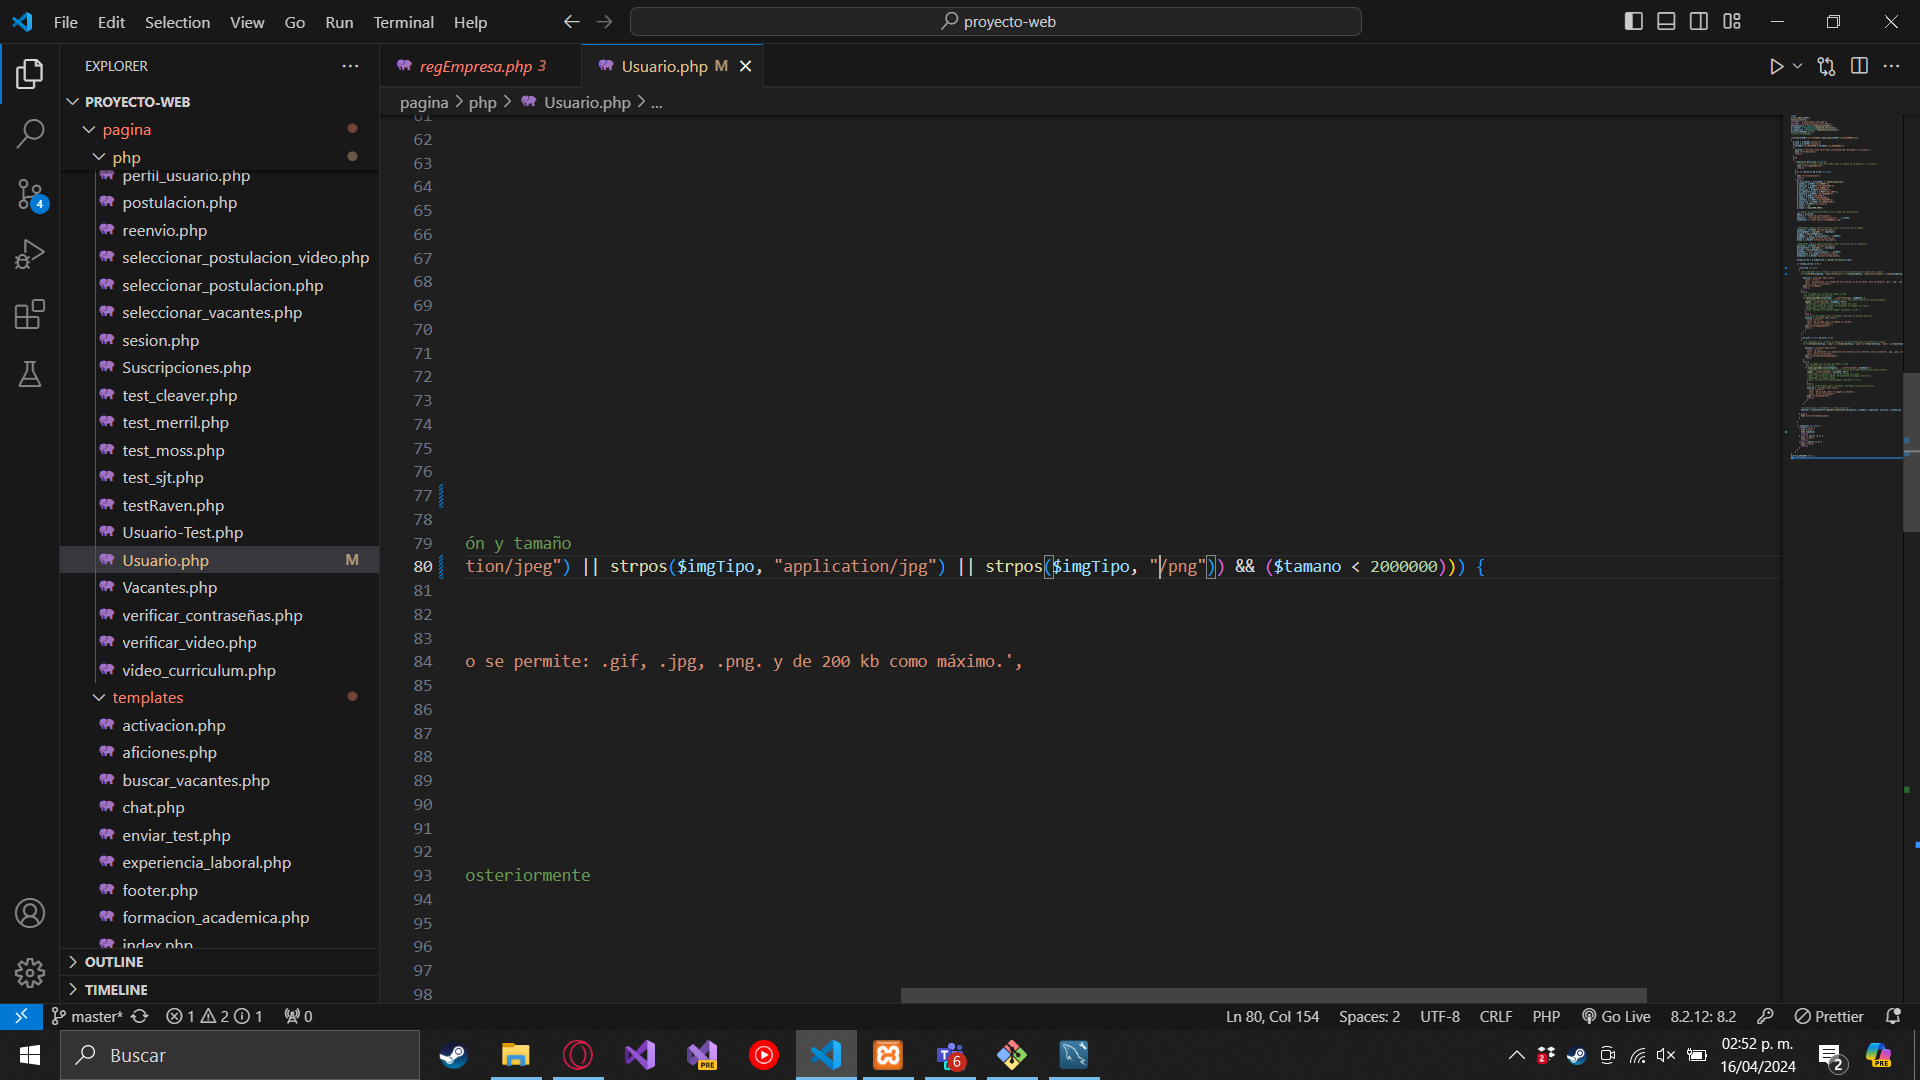 File Edit Selection View Go Run Terminal Help
proyecto-web
EXPLORER
regEmpresa.php 3
Usuario.php M
PROYECTO-WEB
pagina > php > Usuario.php > ...
pagina
php
perfil_usuario.php
postulacion.php
reenvio.php
seleccionar_postulacion_video.php
seleccionar_postulacion.php
seleccionar_vacantes.php
sesion.php
Suscripciones.php
test_cleaver.php
test_merril.php
test_moss.php
test_sjt.php
testRaven.php
Usuario-Test.php
Usuario.php M
Vacantes.php
verificar_contraseñas.php
verificar_video.php
video_curriculum.php
templates
activacion.php
aficiones.php
buscar_vacantes.php
chat.php
enviar_test.php
experiencia_laboral.php
footer.php
formacion_academica.php
index.php
OUTLINE
TIMELINE
4
61
62
63
64
65
66
67
68
69
70
71
72
73
74
75
76
77
78
79 ón y tamaño
80 tion/jpeg") || strpos($imgTipo, "application/jpg") || strpos($imgTipo, "/png")) && ($tamano < 2000000))) {
81
82
83
84 o se permite: .gif, .jpg, .png. y de 200 kb como máximo.',
85
86
87
88
89
90
91
92
93 osteriormente
94
95
96
97
98
master* 1 2 1 0
Ln 80, Col 154 Spaces: 2 UTF-8 CRLF PHP Go Live 8.2.12: 8.2 Prettier
Buscar
PRE
6
2
02:52 p. m.
16/04/2024
2
PRE